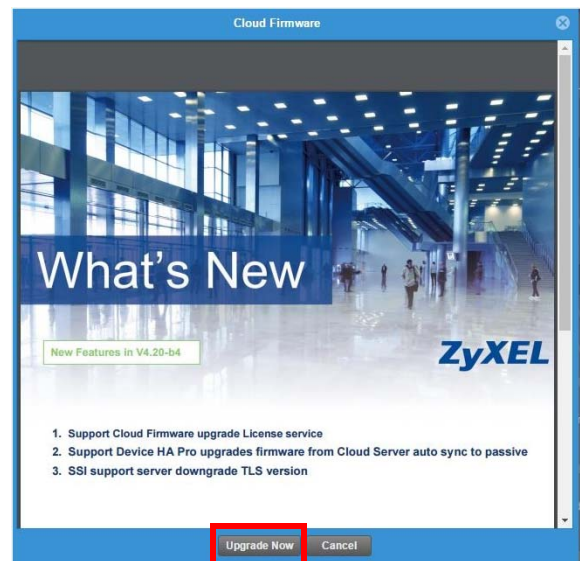 Cloud Firmware
What's New
New Features in V4.20-b4
ZyXEL
1. Support Cloud Firmware upgrade License service
2. Support Device HA Pro upgrades firmware from Cloud Server auto sync to passive
3. SSI support server downgrade TLS version
Upgrade Now
Cancel